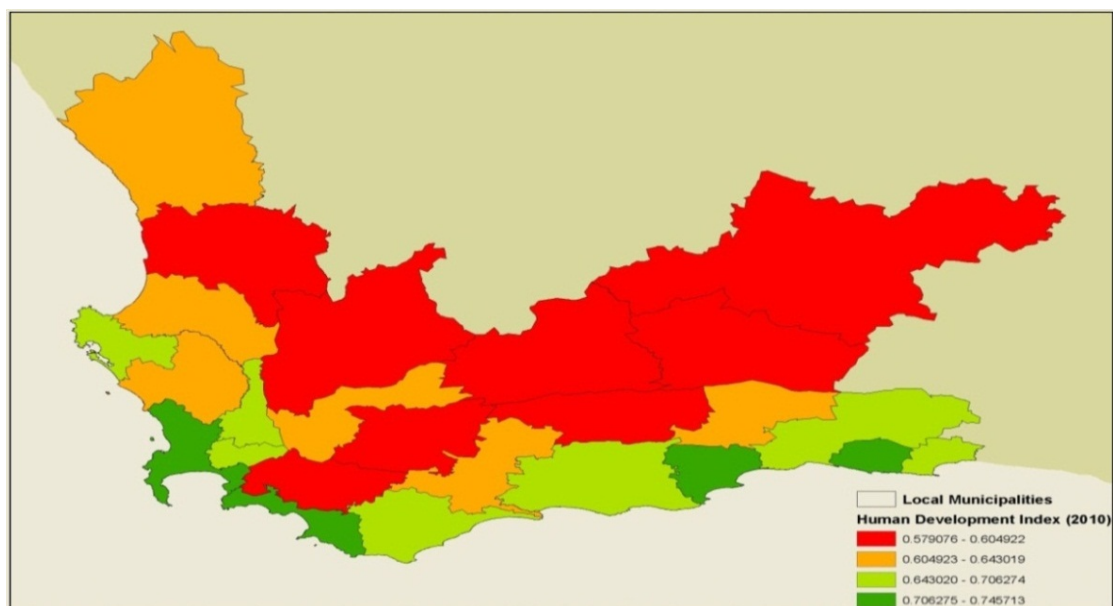 Local Municipalities
Human Development Index (2010)
0.579076 - 0.604922
0.604923 - 0.643019
0.643020 - 0.706274
0.706275 - 0.745713